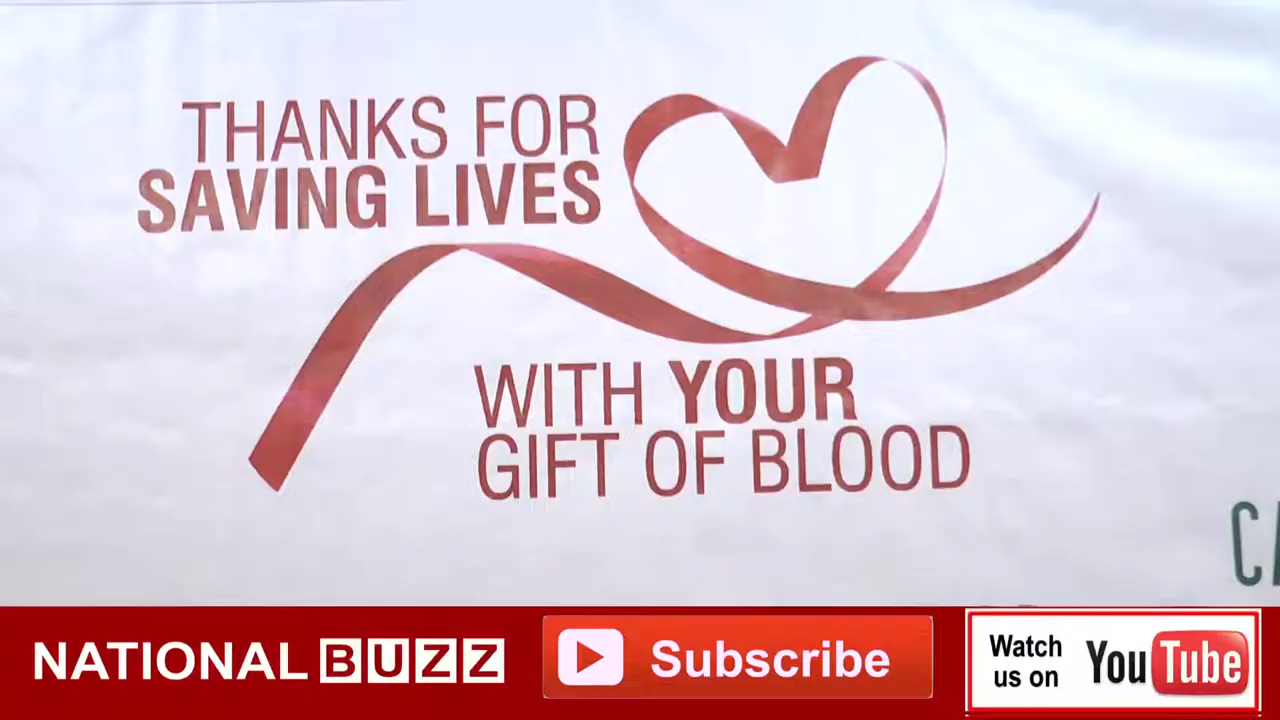 THANKS FOR
SAVING LIVES
WITH YOUR
GIFT OF BLOOD
NATIONAL BUZZ
Subscribe
Watch
us on
YouTube